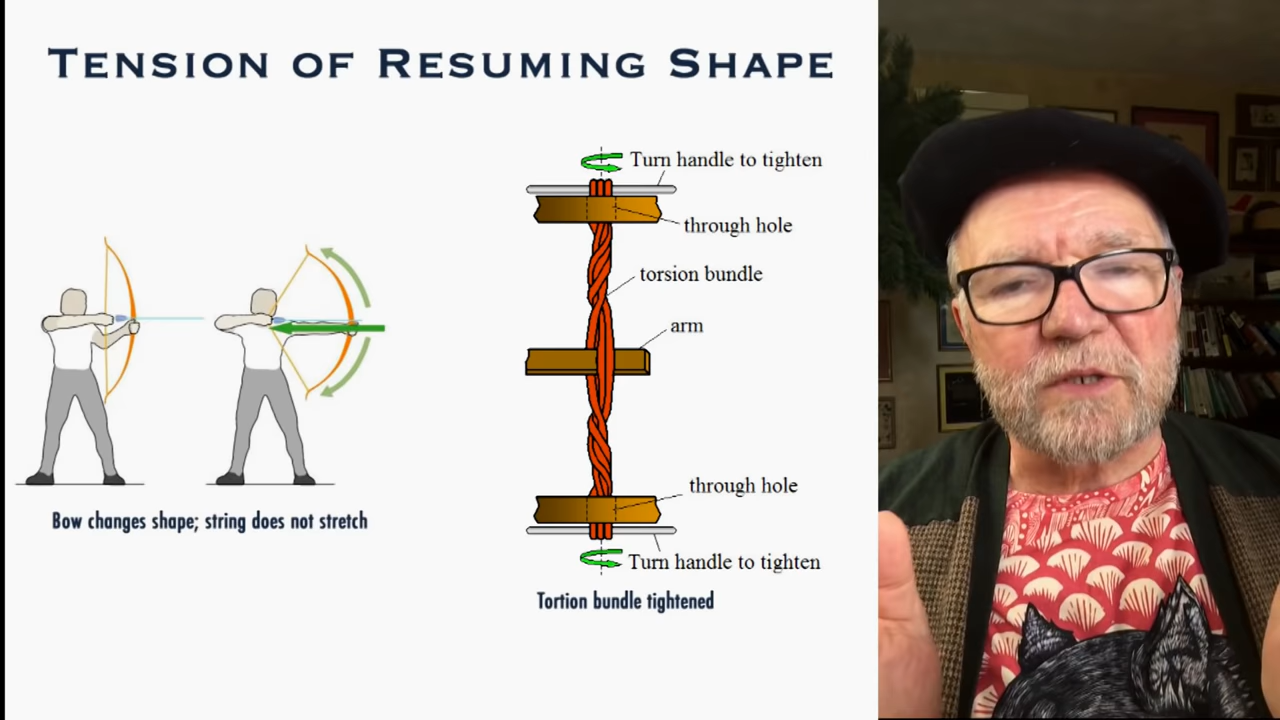 TENSION OF RESUMING SHAPE
Turn handle to tighten
through hole
torsion bundle
arm
through hole
Turn handle to tighten
Bow changes shape; string does not stretch
Tortion bundle tightened